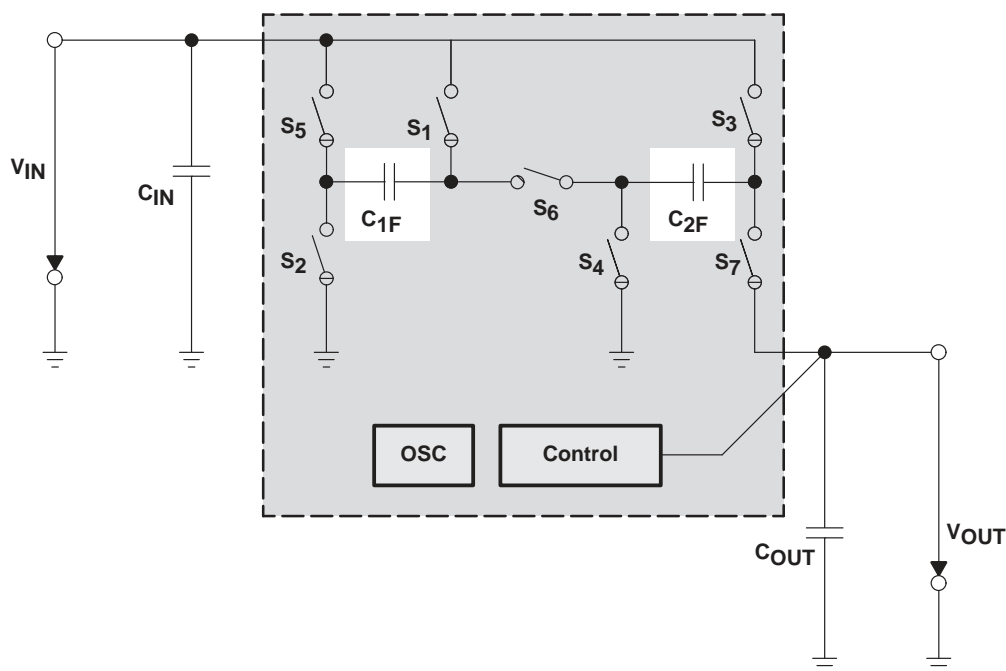 S5
S1
S3
VIN
CIN
C1F
S6
C2F
S2
S4
S7
OSC
Control
COUT
VOUT